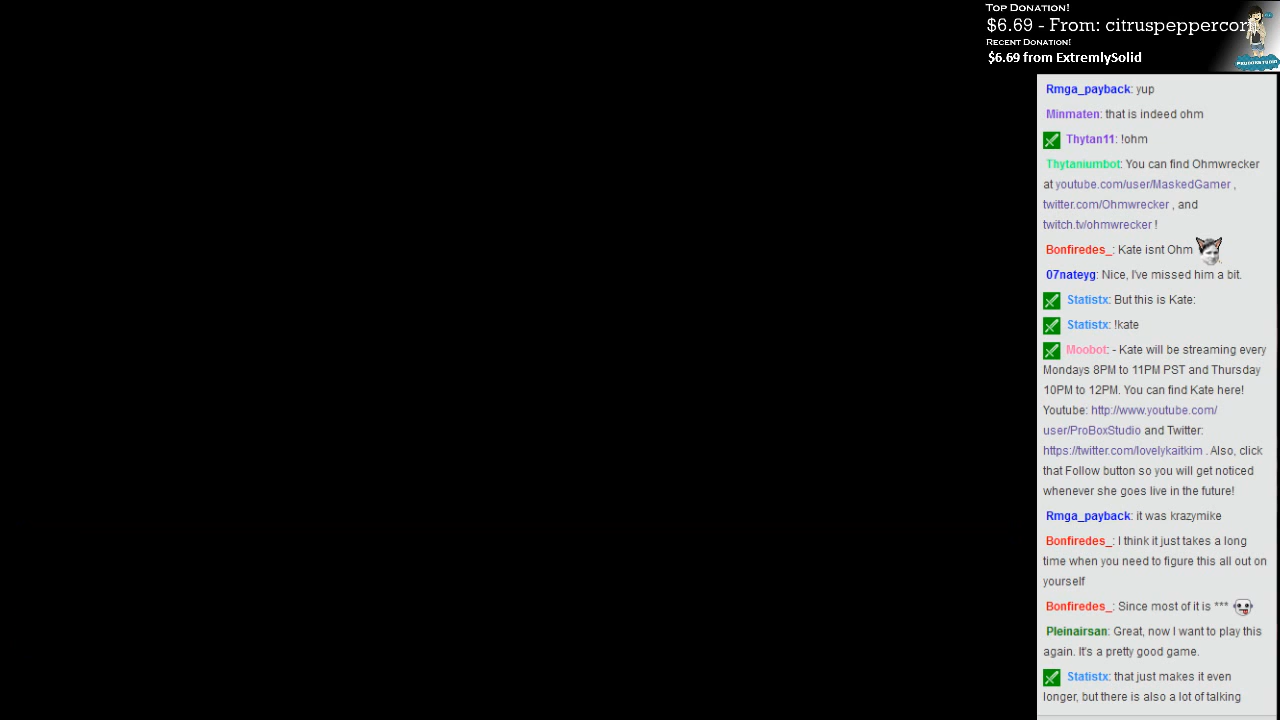 Top Donation!
$6.69 - From: citruspeppercorn
Recent Donation!
$6.69 from ExtremlySolid
Rmga_payback: yup
Minmaten: that is indeed ohm
Thytan11: !ohm
Thytaniumbot: You can find Ohmwrecker
at youtube.com/user/MaskedGamer ,
twitter.com/Ohmwrecker , and
twitch.tv/ohmwrecker !
Bonfiredes_: Kate isnt Ohm
07nateyg: Nice, I've missed him a bit.
Statistx: But this is Kate:
Statistx: !kate
Moobot: - Kate will be streaming every
Mondays 8PM to 11PM PST and Thursday
10PM to 12PM. You can find Kate here!
Youtube: http://www.youtube.com/
user/ProBoxStudio and Twitter:
https://twitter.com/lovelykaitkim . Also, click
that Follow button so you will get noticed
whenever she goes live in the future!
Rmga_payback: it was krazymike
Bonfiredes_: I think it just takes a long
time when you need to figure this all out on
yourself
Bonfiredes_: Since most of it is ***
Pleinairsan: Great, now I want to play this
again. It's a pretty good game.
Statistx: that just makes it even
longer, but there is also a lot of talking